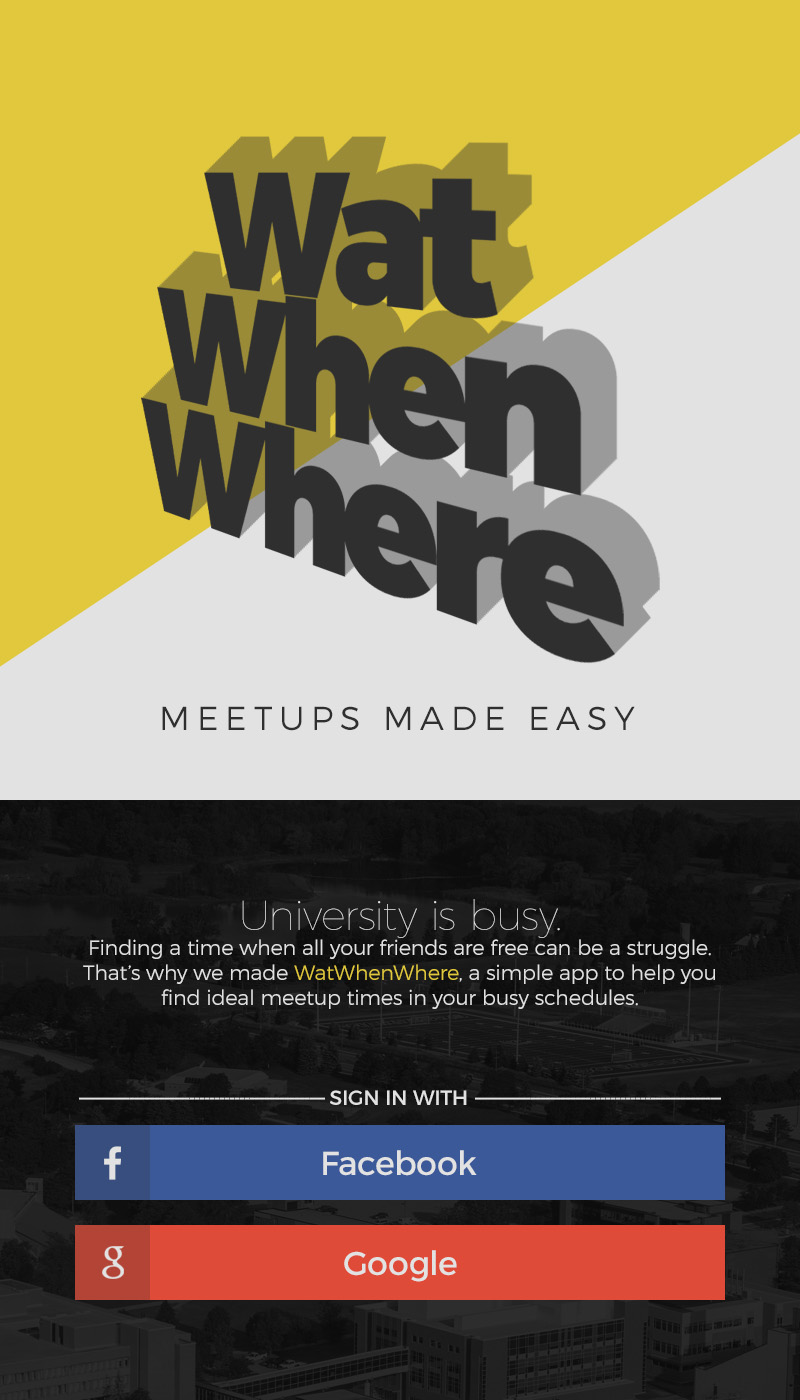 Wat
When
Where
MEETUPS MADE EASY
University is busy.
Finding a time when all your friends are free can be a struggle.
That's why we made WatWhenWhere, a simple app to help you
find ideal meetup times in your busy schedules.
SIGN IN WITH
f Facebook
g Google